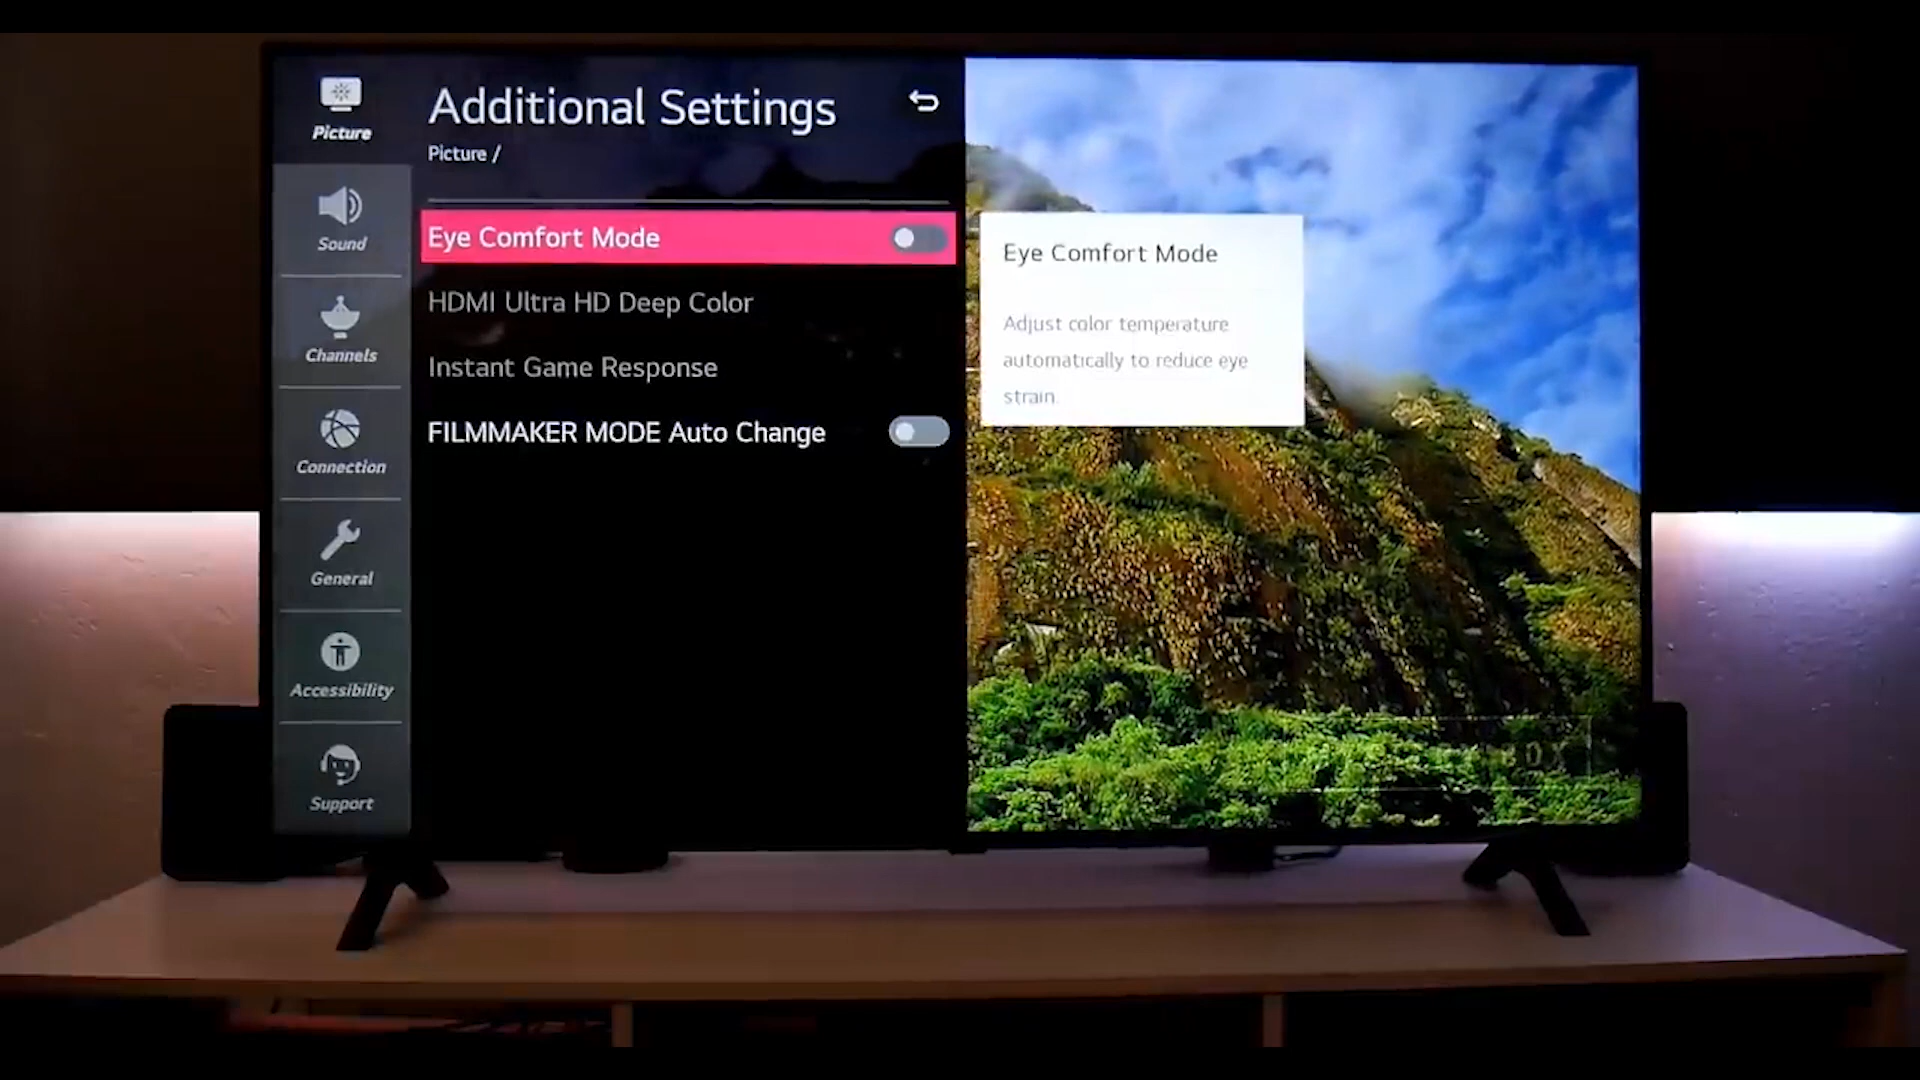 Picture
Sound
Channels
Connection
General
Accessibility
Support
Additional Settings
Picture /
Eye Comfort Mode
HDMI Ultra HD Deep Color
Instant Game Response
FILMMAKER MODE Auto Change
Eye Comfort Mode
Adjust color temperature
automatically to reduce eye
strain.